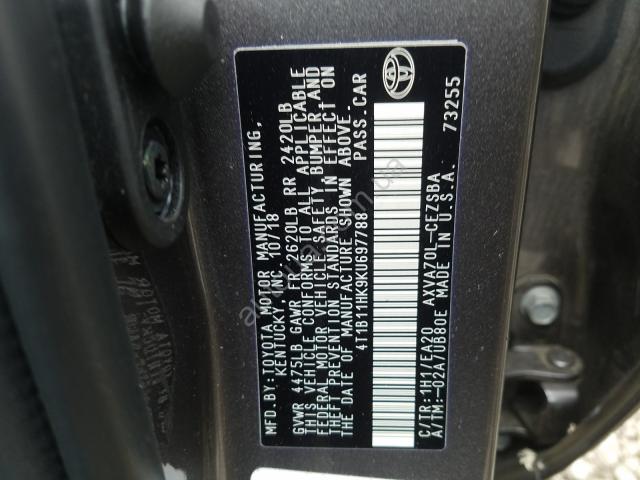 MFD.BY:TOYOTA MOTOR MANUFACTURING,
KENTUCKY, INC. 10/18
GVWR 4475LB GAWR FR 2620LB RR 2420LB
THIS VEHICLE CONFORMS TO ALL APPLICABLE
FEDERAL MOTOR VEHICLE SAFETY, BUMPER, AND
THEFT PREVENTION STANDARDS IN EFFECT ON
THE DATE OF MANUFACTURE SHOWN ABOVE.
4T1B11HK9KU697788 PASS.CAR
C/TR:1H1/EA20 AXVA70L-CEZSBA
A/TM:-02A/UB80E MADE IN U.S.A. 73255